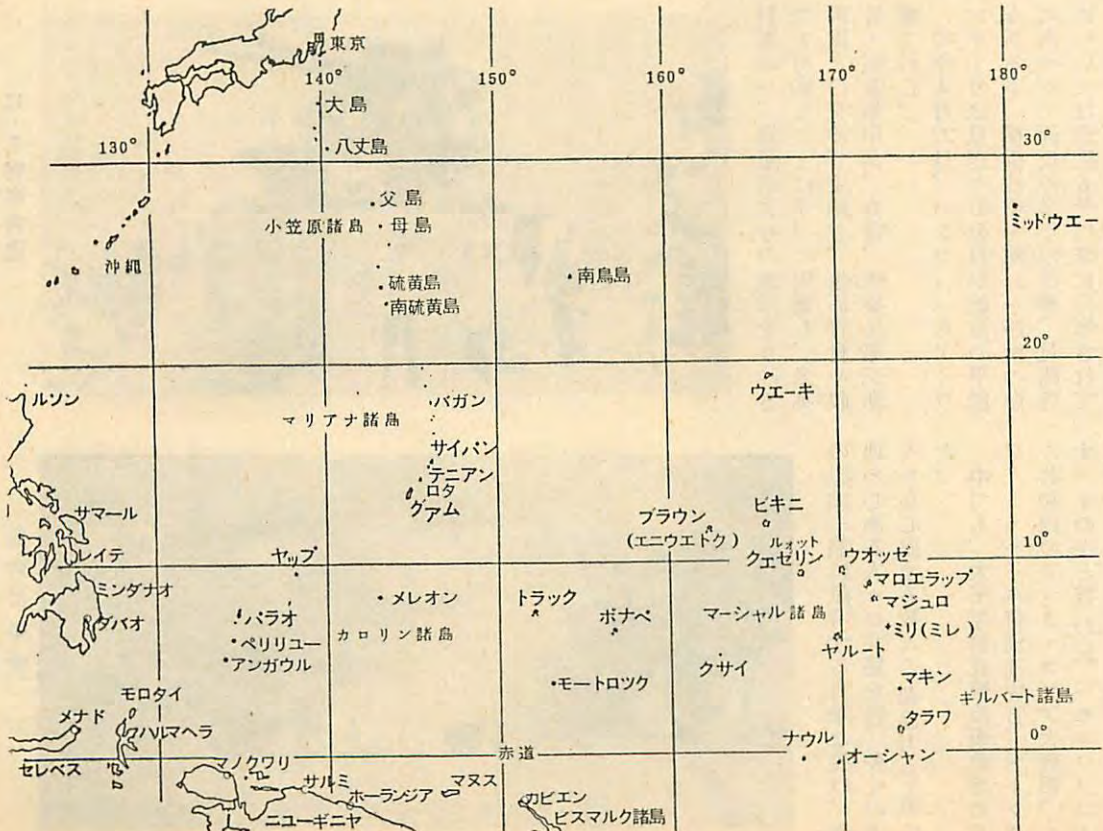 東京
140°
150°
160°
170°
180°
大島
130°
八丈島
30°
父島
小笠原諸島
母島
ミッドウエー
沖縄
硫黄島
南硫黄島
南鳥島
20°
ルソン
バガン
マリアナ諸島
ウエーキ
サイパン
テニアン
ロタ
グアム
サマール
ブラウン
(エニウエトク)
ビキニ
ルオット
クェゼリン
レイテ
ヤップ
ウオッゼ
10°
ミンダナオ
メレオン
トラック
ポナペ
マーシャル諸島
マロエラップ
マジュロ
ダバオ
パラオ
ペリリユー
アンガウル
カロリン諸島
ミリ(ミレ)
ヤルート
クサイ
モートロツク
マキン
モロタイ
ギルバート諸島
メナド
ハルマヘラ
タラワ
0°
セレベス
赤道
ナウル
オーシャン
マノクワリ
サルミ
ホーランジア
マヌス
カビエン
ニューギニヤ
ビスマルク諸島